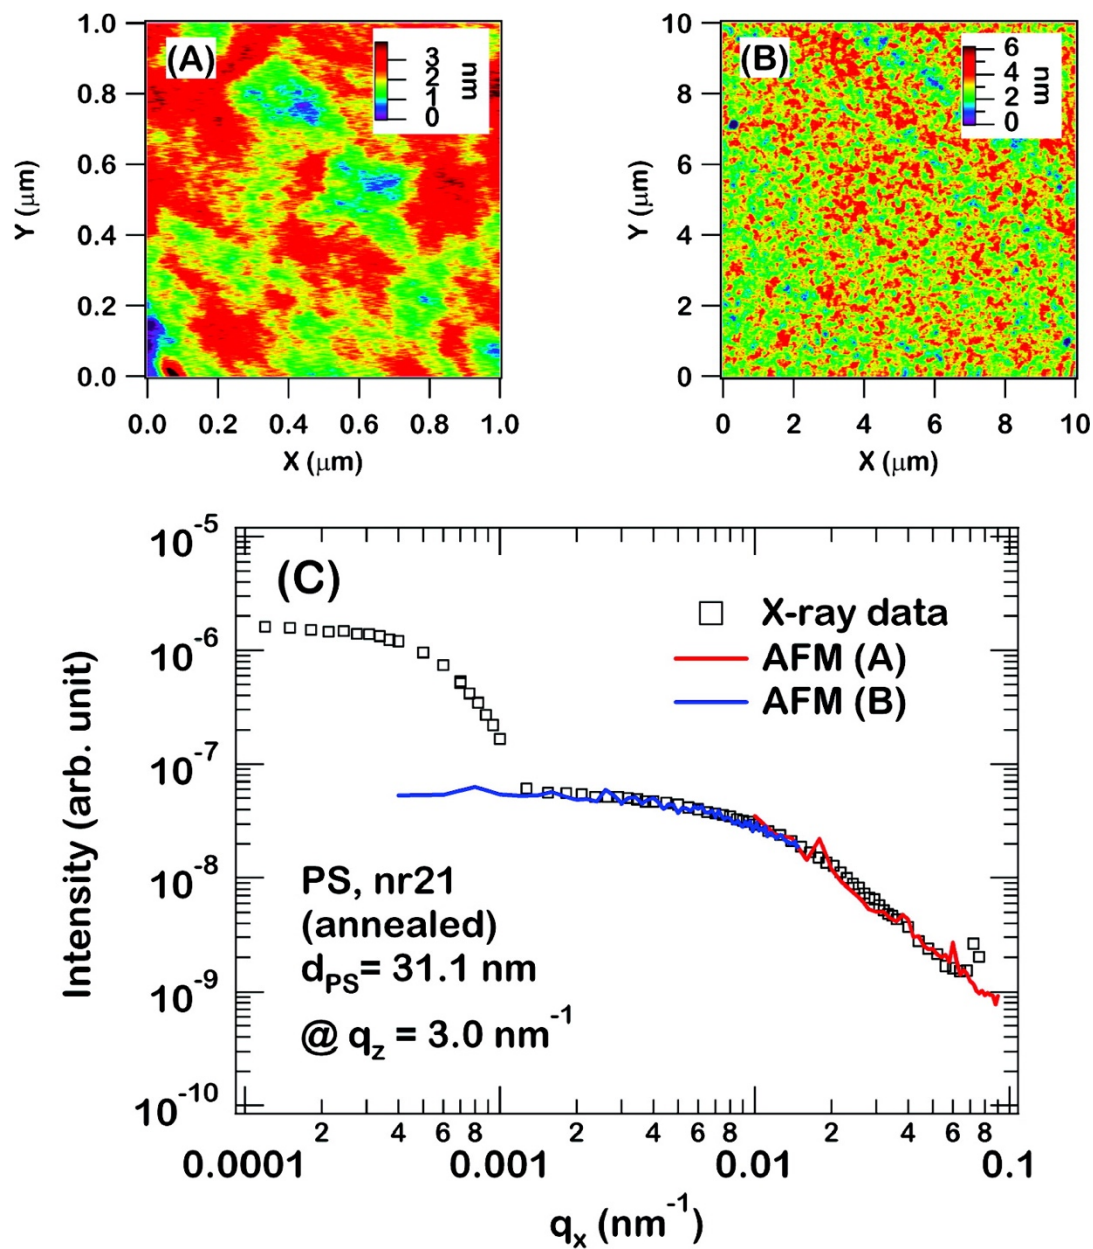 (A)
3
2
1
0
nm
1.0
0.8
0.6
0.4
0.2
0.0
Y (μm)
0.0 0.2 0.4 0.6 0.8 1.0
X (μm)
(B)
6
4
2
0
nm
10
8
6
4
2
0
Y (μm)
0 2 4 6 8 10
X (μm)
(C)
X-ray data
AFM (A)
AFM (B)
10⁻⁵
10⁻⁶
10⁻⁷
10⁻⁸
10⁻⁹
10⁻¹⁰
Intensity (arb. unit)
PS, nr21
(annealed)
d_PS= 31.1 nm
@ q_z = 3.0 nm⁻¹
2 4 6 8 2 4 6 8 2 4 6 8
0.0001 0.001 0.01 0.1
qₓ (nm⁻¹)